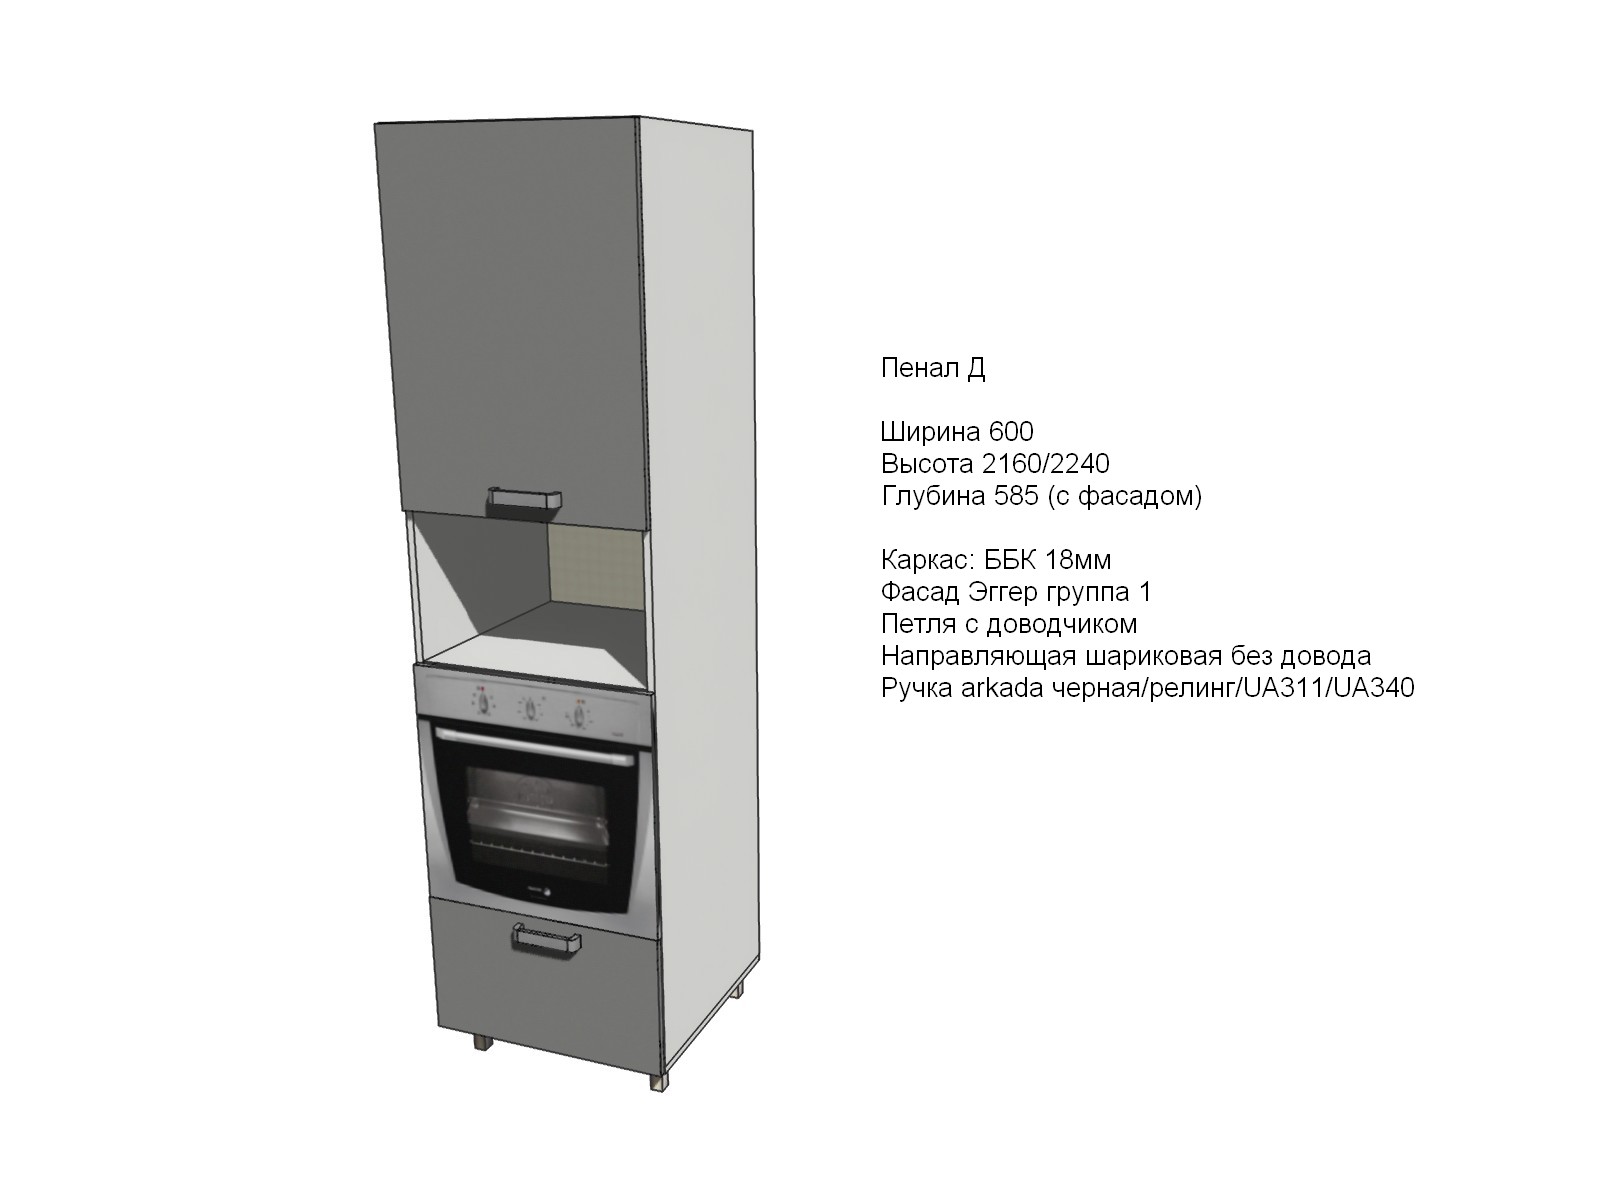 Пенал Д
Ширина 600
Высота 2160/2240
Глубина 585 (с фасадом)
Каркас: ББК 18мм
Фасад Эггер группа 1
Петля с доводчиком
Направляющая шариковая без довода
Ручка arkada черная/релинг/UA311/UA340